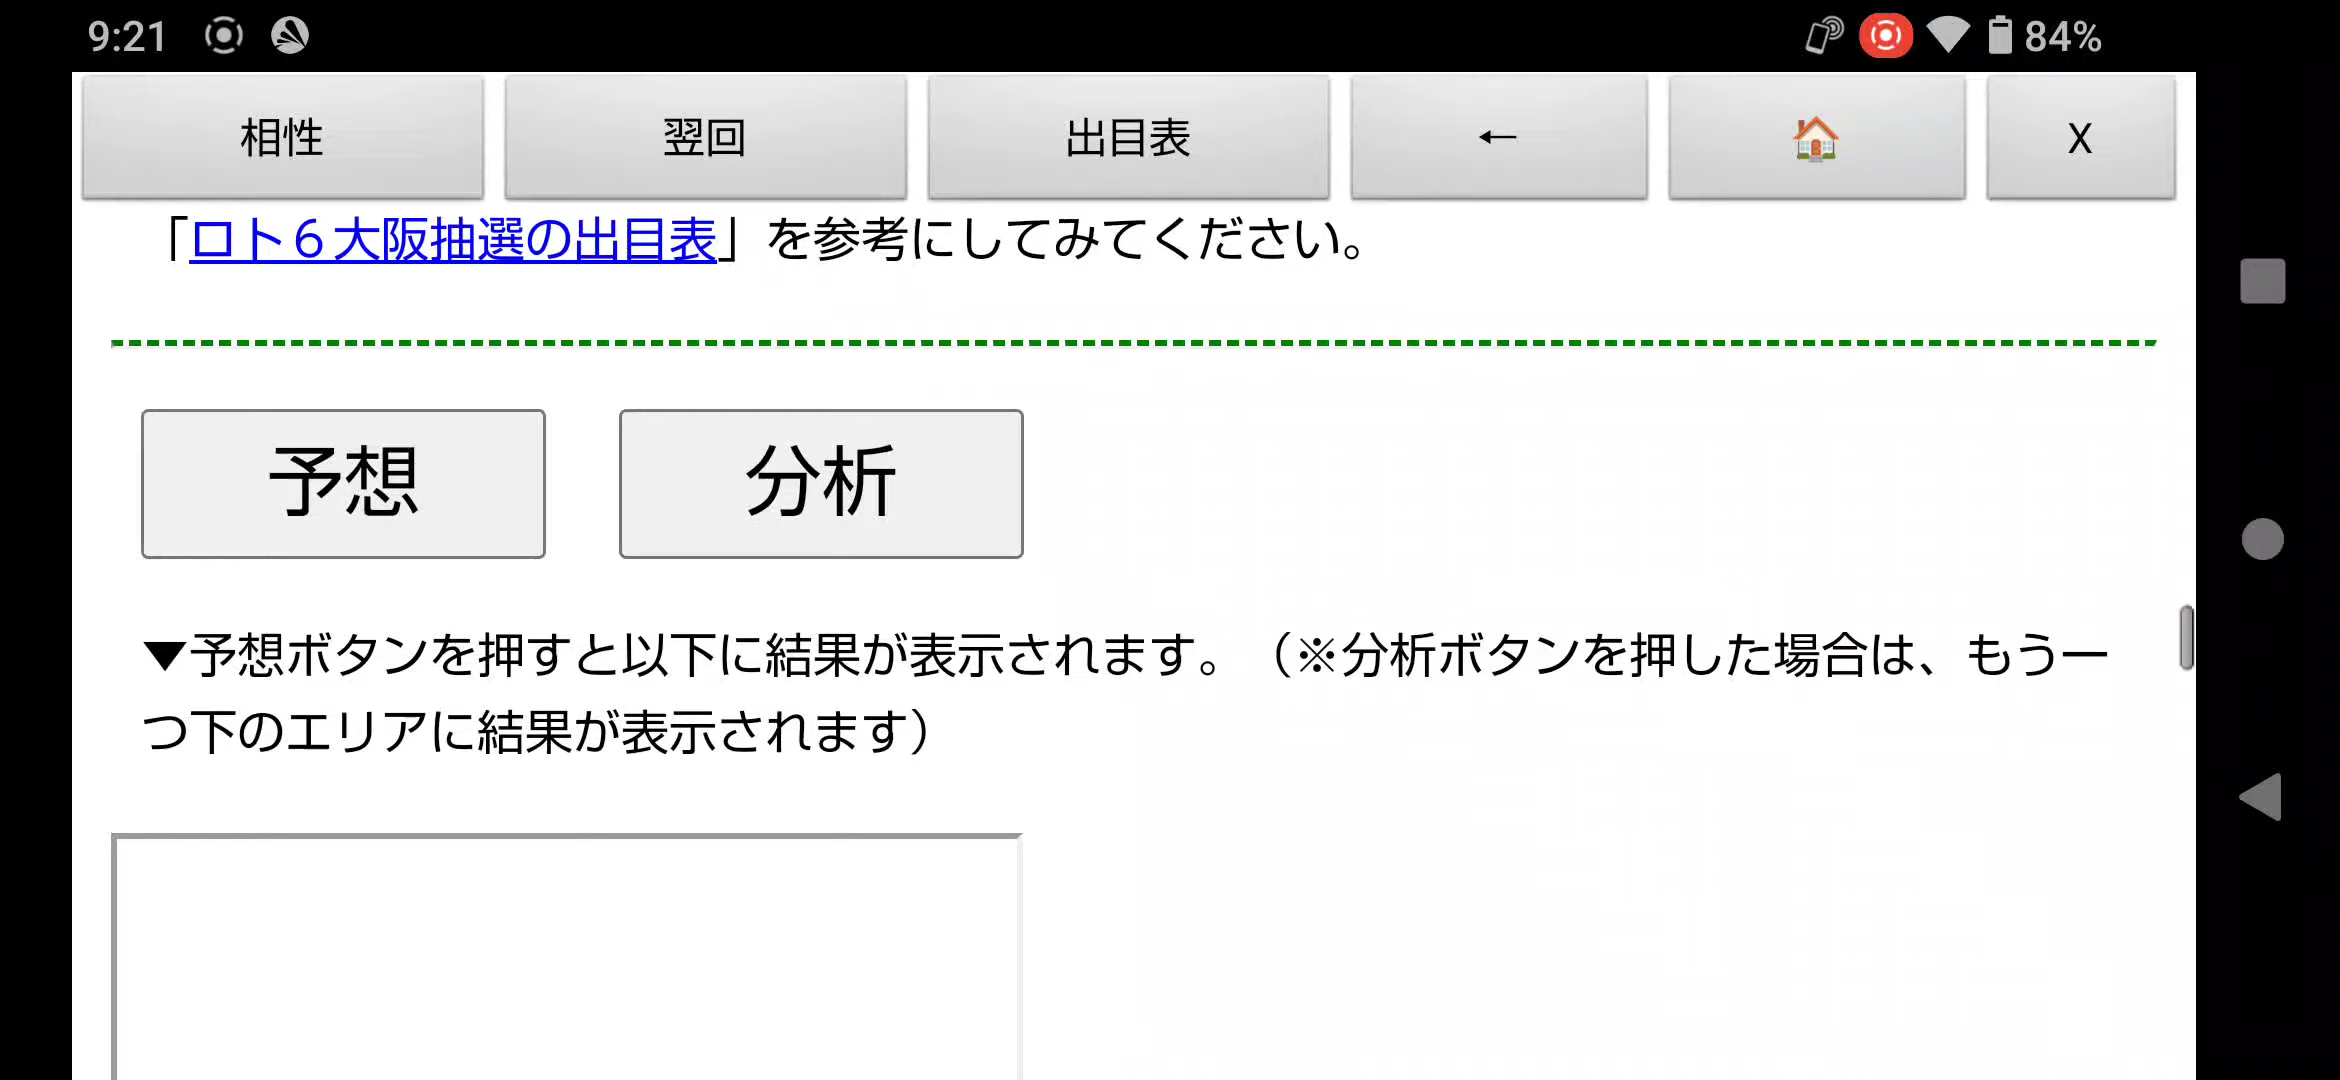 9:21 84%
相性 翌回 出目表 ← X
「ロト６大阪抽選の出目表」を参考にしてみてください。
予想 分析
▼予想ボタンを押すと以下に結果が表示されます。（※分析ボタンを押した場合は、もう一
つ下のエリアに結果が表示されます）